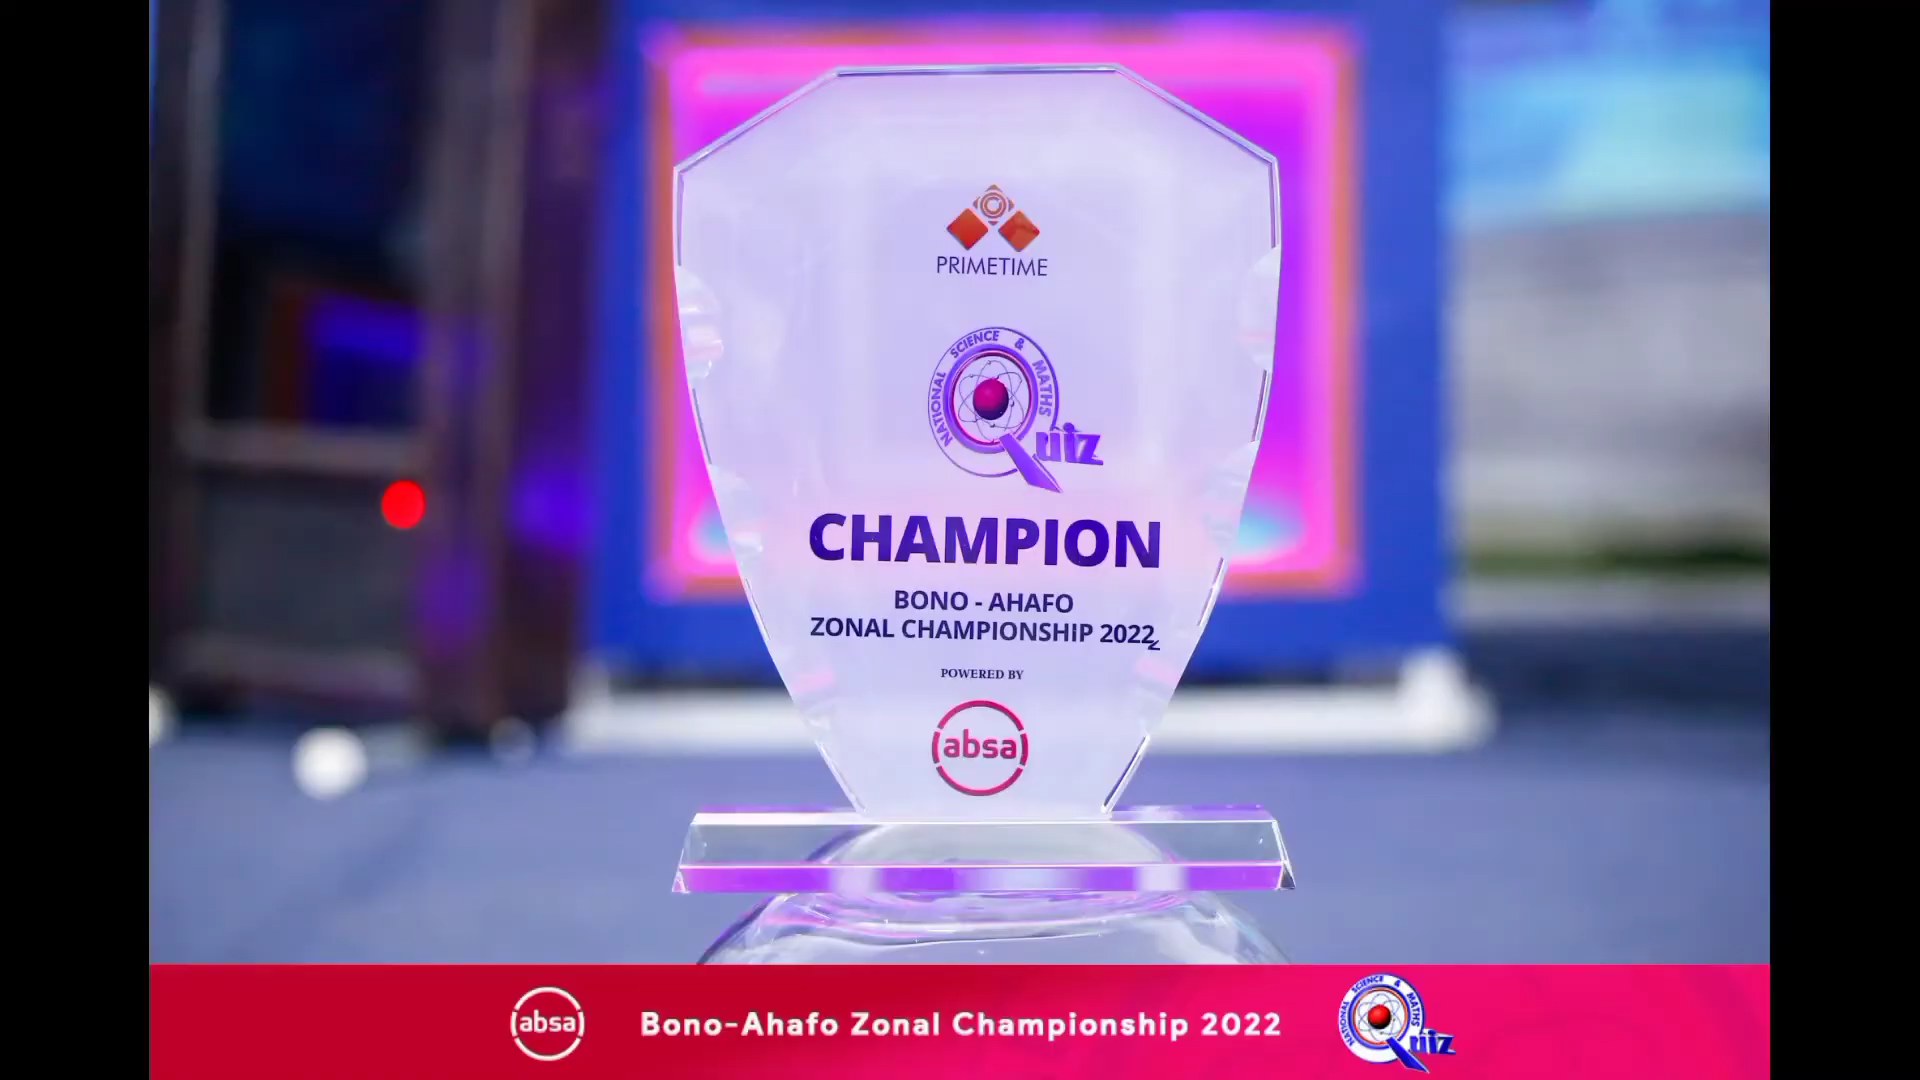 PRIMETIME
NATIONAL SCIENCE & MATHS
Quiz
CHAMPION
BONO - AHAFO
ZONAL CHAMPIONSHIP 2022
POWERED BY
absa
absa
Bono-Ahafo Zonal Championship 2022
NATIONAL SCIENCE & MATHS
Quiz